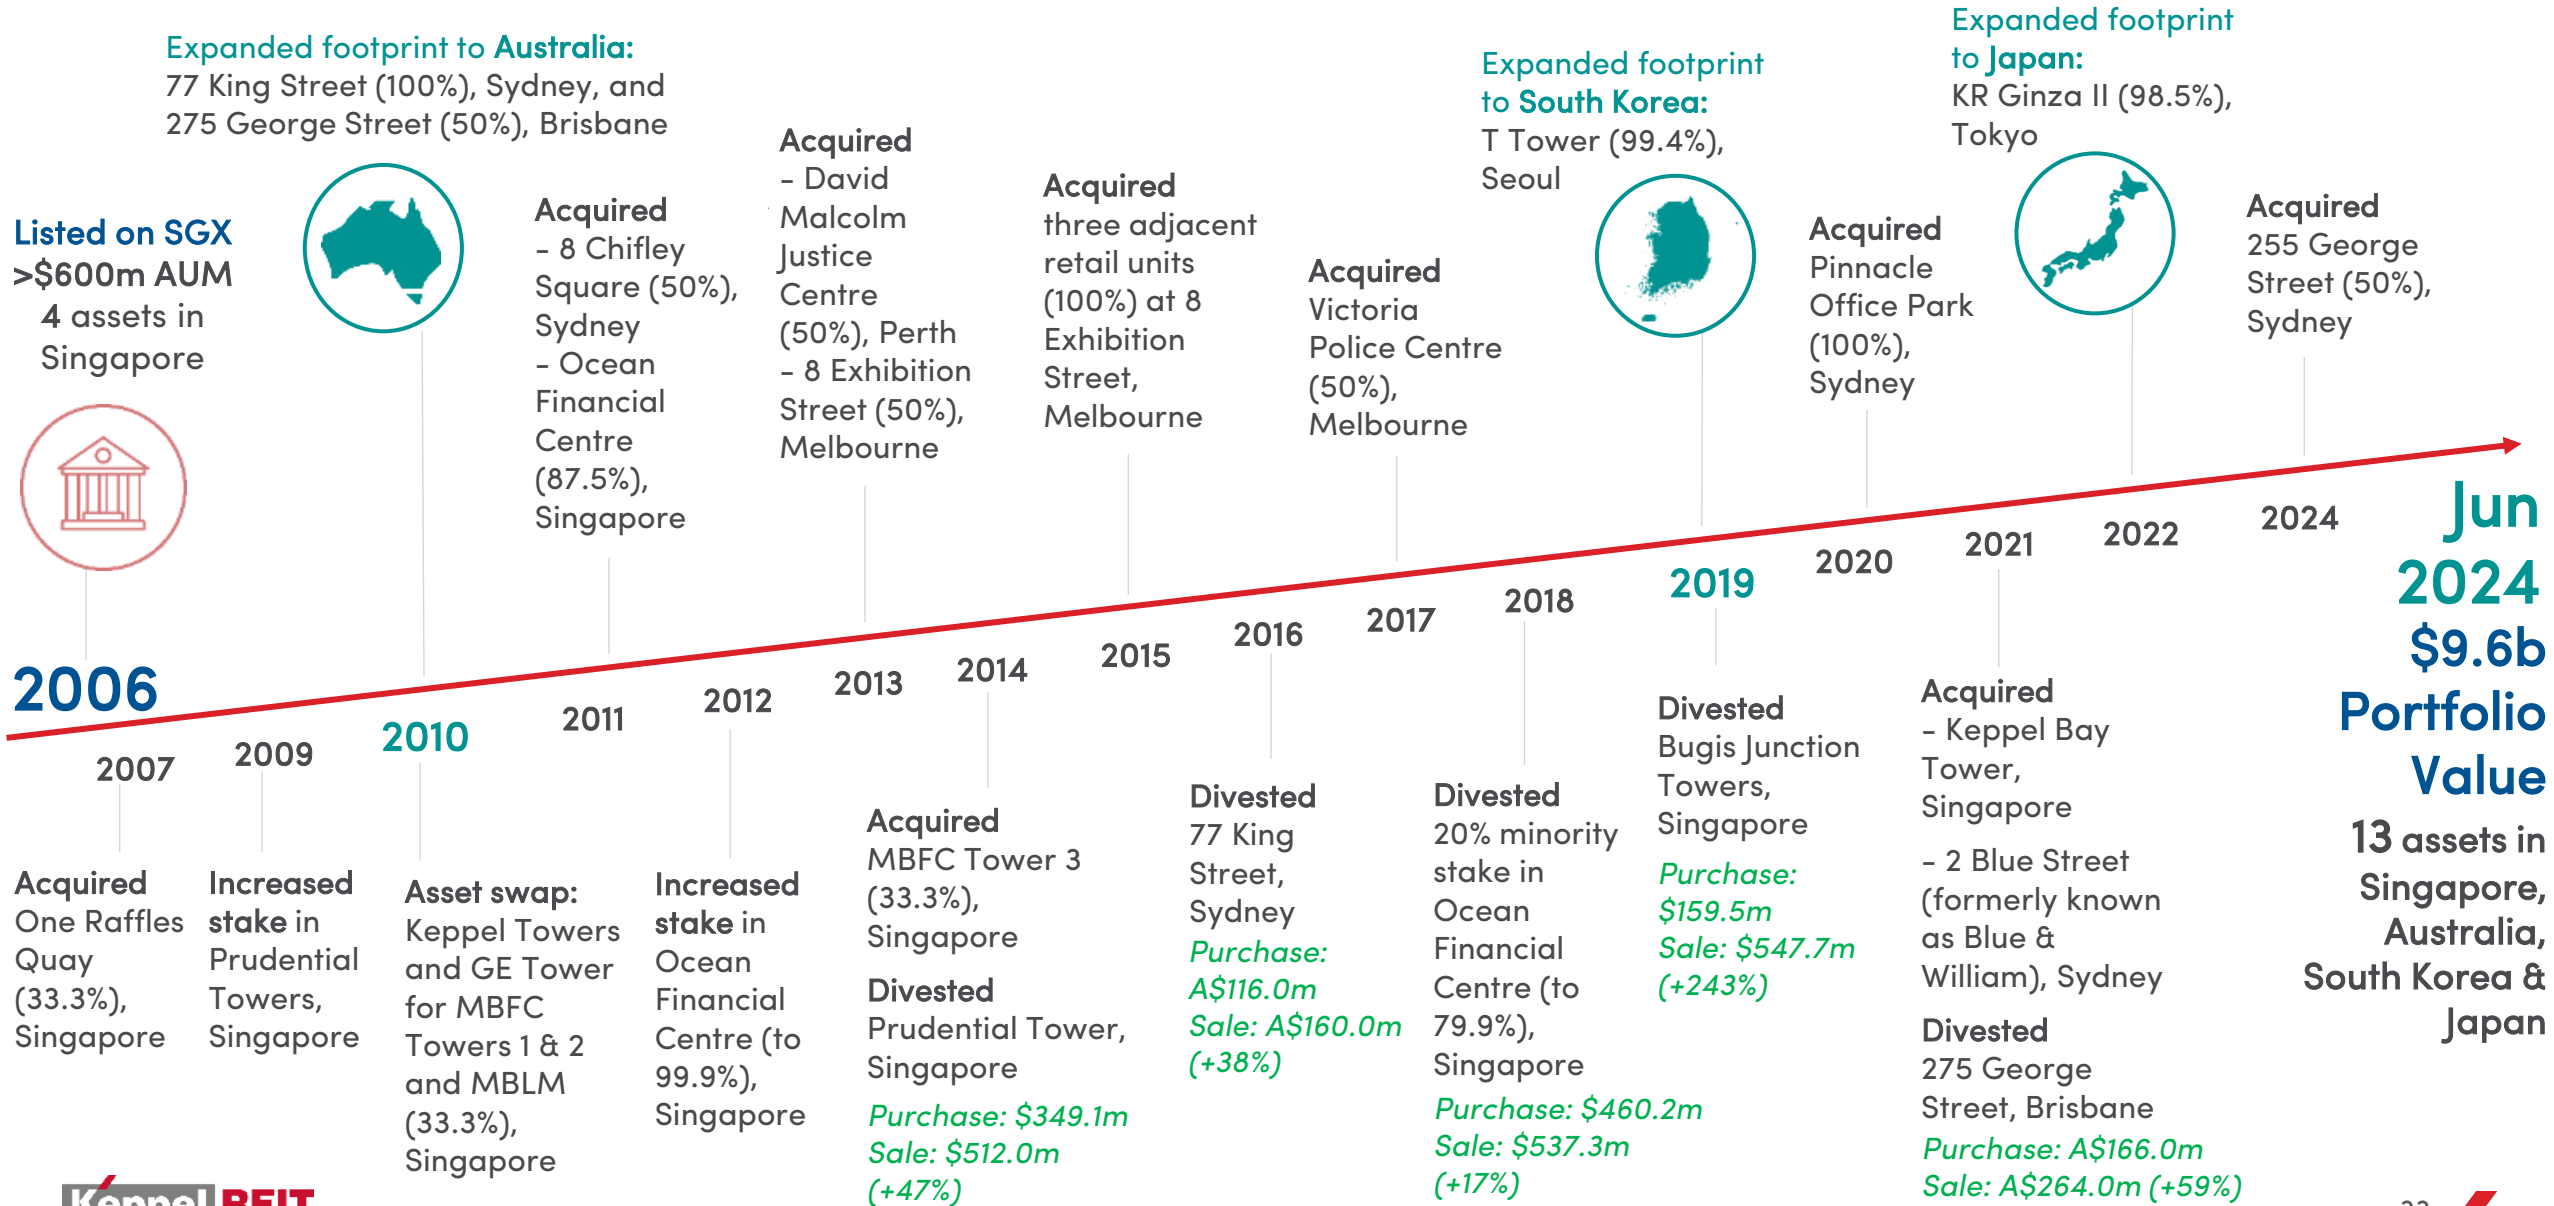 Listed on SGX
>$600m AUM
4 assets in
Singapore
2006
Expanded footprint to Australia:
77 King Street (100%), Sydney, and
275 George Street (50%), Brisbane
Acquired
- 8 Chifley
Square (50%),
Sydney
- Ocean
Financial
Centre
(87.5%),
Singapore
Acquired
- David
Malcolm
Justice
Centre
(50%), Perth
- 8 Exhibition
Street (50%),
Melbourne
Acquired
three adjacent
retail units
(100%) at 8
Exhibition
Street,
Melbourne
Acquired
Victoria
Police Centre
(50%),
Melbourne
Expanded footprint
to South Korea:
T Tower (99.4%),
Seoul
Acquired
Pinnacle
Office Park
(100%),
Sydney
Expanded footprint
to Japan:
KR Ginza II (98.5%),
Tokyo
Acquired
255 George
Street (50%),
Sydney
2007
2009
2010
2011
2012
2013
2014
2015
2016
2017
2018
2019
2020
2021
2022
2024
Acquired
One Raffles
Quay
(33.3%),
Singapore
Increased
stake in
Prudential
Towers,
Singapore
Asset swap:
Keppel Towers
and GE Tower
for MBFC
Towers 1 & 2
and MBLM
(33.3%),
Singapore
Increased
stake in
Ocean
Financial
Centre (to
99.9%),
Singapore
Acquired
MBFC Tower 3
(33.3%),
Singapore
Divested
Prudential Tower,
Singapore
Purchase: $349.1m
Sale: $512.0m
(+47%)
Divested
77 King
Street,
Sydney
Purchase:
A$116.0m
Sale: A$160.0m
(+38%)
Divested
20% minority
stake in
Ocean
Financial
Centre (to
79.9%),
Singapore
Purchase: $460.2m
Sale: $537.3m
(+17%)
Divested
Bugis Junction
Towers,
Singapore
Purchase:
$159.5m
Sale: $547.7m
(+243%)
Acquired
- Keppel Bay
Tower,
Singapore
- 2 Blue Street
(formerly known
as Blue &
William), Sydney
Divested
275 George
Street, Brisbane
Purchase: A$166.0m
Sale: A$264.0m (+59%)
Jun
2024
$9.6b
Portfolio
Value
13 assets in
Singapore,
Australia,
South Korea &
Japan
Keppel REIT